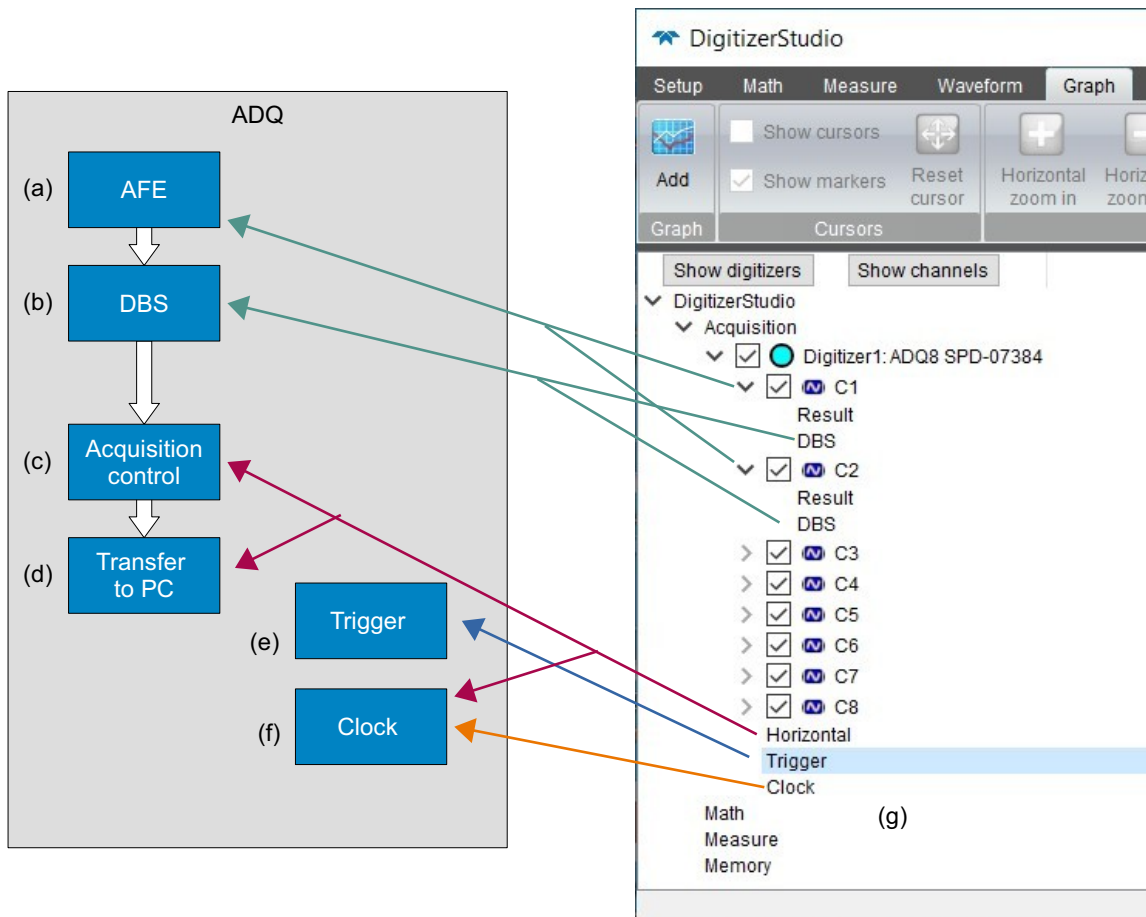 ADQ
(a)
AFE
(b)
DBS
(c)
Acquisition
control
(d)
Transfer
to PC
(e)
Trigger
(f)
Clock
DigitizerStudio
Setup Math Measure Waveform Graph
Add
Show cursors
Show markers
Reset
cursor
Horizontal
zoom in
Horiz
zoon
Graph
Cursors
Show digitizers Show channels
DigitizerStudio
Acquisition
Digitizer1: ADQ8 SPD-07384
C1
Result
DBS
C2
Result
DBS
C3
C4
C5
C6
C7
C8
Horizontal
Trigger
Clock
Math
(g)
Measure
Memory